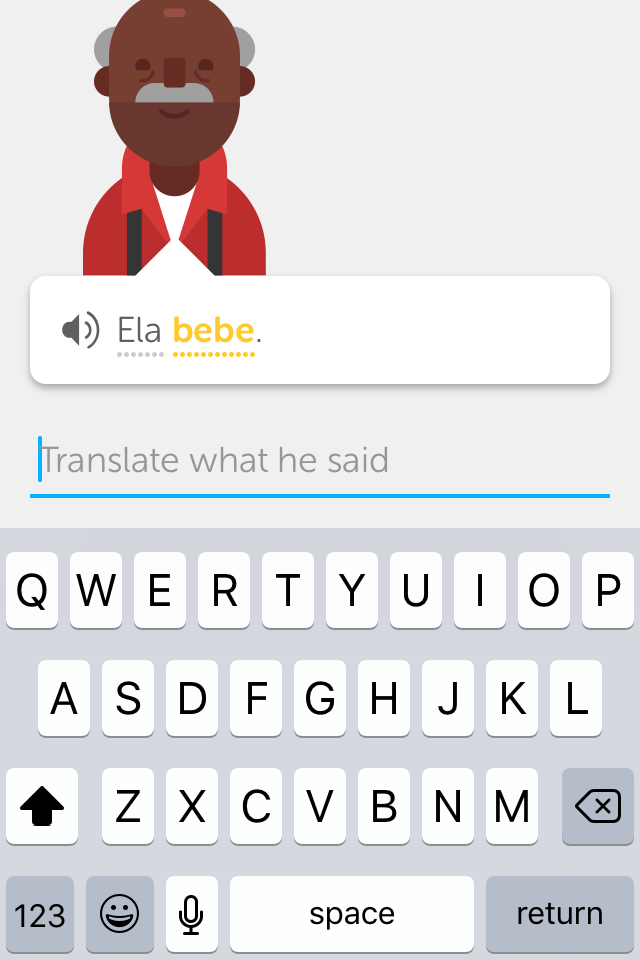 Ela bebe.
Translate what he said
Q W E R T Y U I O P
A S D F G H J K L
Z X C V B N M
123 space return